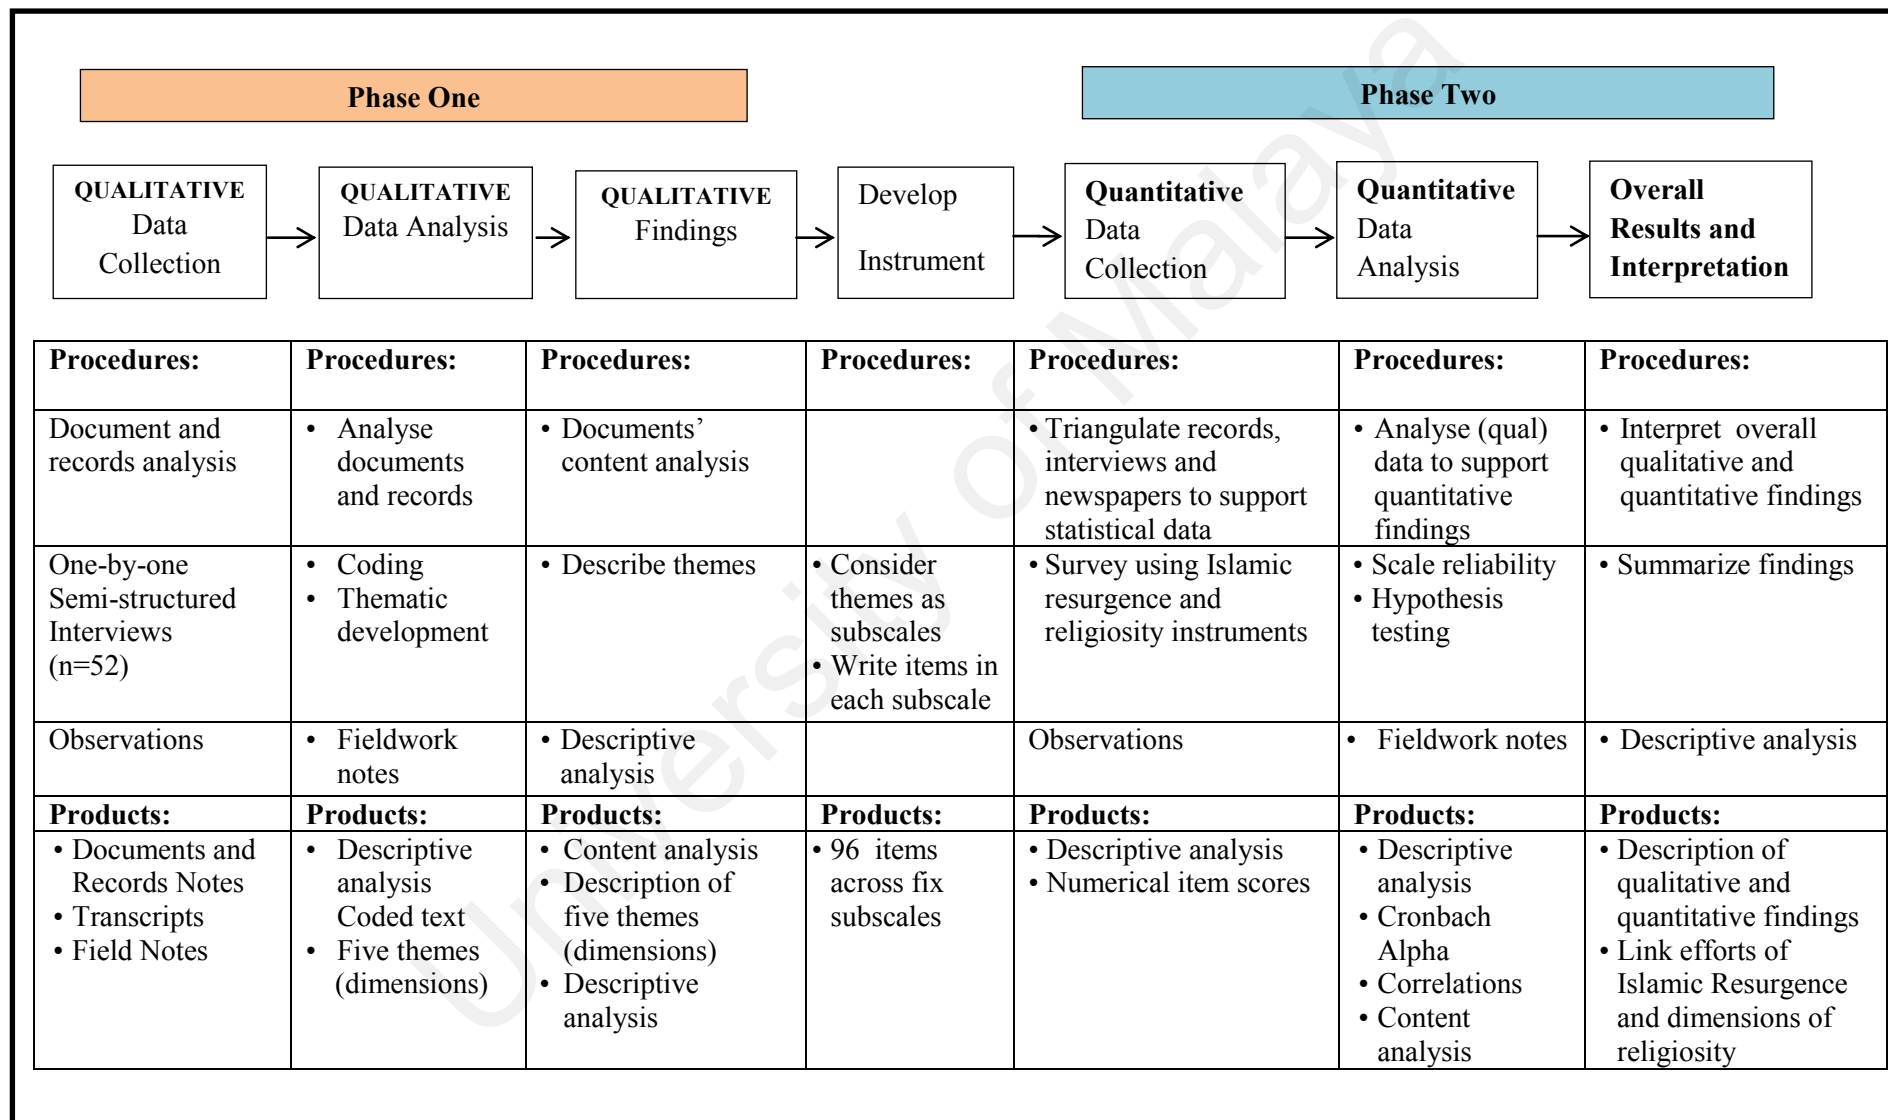 Phase One
Phase Two
QUALITATIVE
Data
Collection
QUALITATIVE
Data Analysis
QUALITATIVE
Findings
Develop
Instrument
Quantitative
Data
Collection
Quantitative
Data
Analysis
Overall
Results and
Interpretation
Procedures:
Procedures:
Procedures:
Procedures:
Procedures:
Procedures:
Procedures:
Document and
records analysis
• Analyse
documents
and records
• Documents’
content analysis
• Triangulate records,
interviews and
newspapers to support
statistical data
• Analyse (qual)
data to support
quantitative
findings
• Interpret overall
qualitative and
quantitative findings
One-by-one
Semi-structured
Interviews
(n=52)
• Coding
• Thematic
development
• Describe themes
• Consider
themes as
subscales
• Write items in
each subscale
• Survey using Islamic
resurgence and
religiosity instruments
• Scale reliability
• Hypothesis
testing
• Summarize findings
Observations
• Fieldwork
notes
• Descriptive
analysis
Observations
• Fieldwork notes
• Descriptive analysis
Products:
Products:
Products:
Products:
Products:
Products:
Products:
• Documents and
Records Notes
• Transcripts
• Field Notes
• Descriptive
analysis
Coded text
• Five themes
(dimensions)
• Content analysis
• Description of
five themes
(dimensions)
• Descriptive
analysis
• 96 items
across fix
subscales
• Descriptive analysis
• Numerical item scores
• Descriptive
analysis
• Cronbach
Alpha
• Correlations
• Content
analysis
• Description of
qualitative and
quantitative findings
• Link efforts of
Islamic Resurgence
and dimensions of
religiosity
University of Malaya